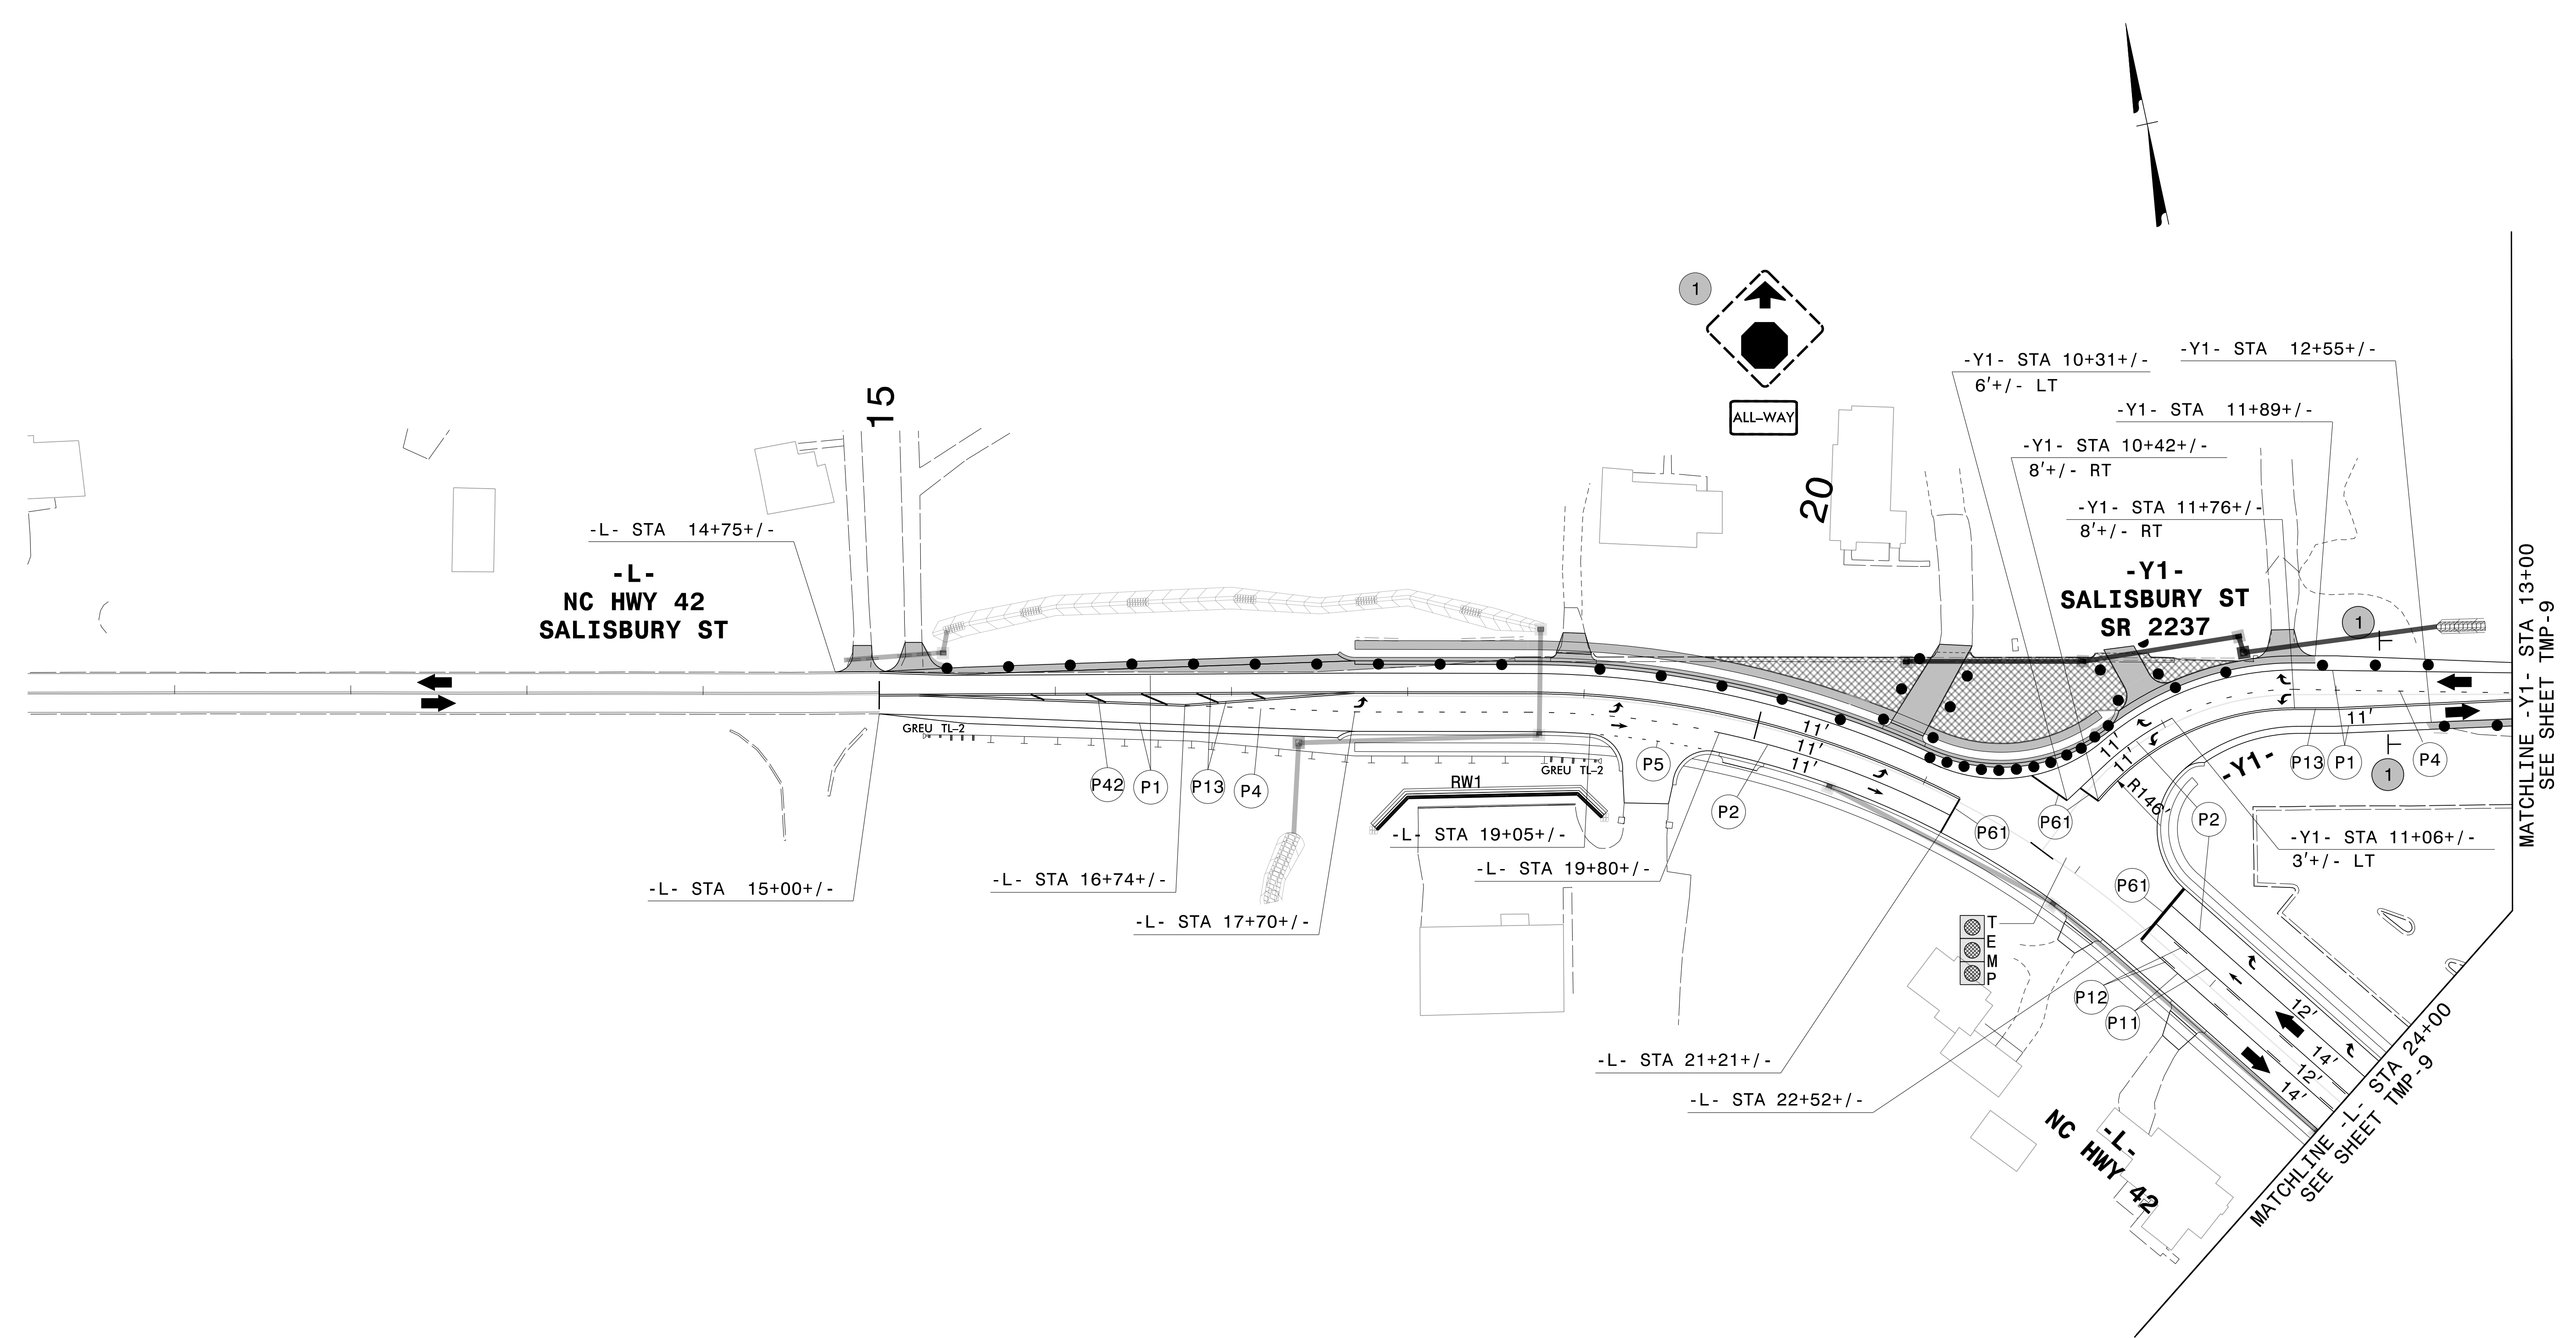 1
ALL-WAY
-Y1- STA 10+31+/-
6'+/- LT
-Y1- STA 12+55+/-
-Y1- STA 11+89+/-
-Y1- STA 10+42+/-
8'+/- RT
-Y1- STA 11+76+/-
8'+/- RT
15
20
-L- STA 14+75+/-
-L-
NC HWY 42
SALISBURY ST
-Y1-
SALISBURY ST
SR 2237
1
MATCHLINE -Y1- STA 13+00
SEE SHEET TMP-9
GREU TL-2
P42
P1
P13
P4
RW1
GREU TL-2
P5
P2
11'
11'
11'
11'
11'
11'
R146'
-Y1-
P13
P1
P4
1
P61
P61
P2
-L- STA 19+05+/-
-L- STA 19+80+/-
-Y1- STA 11+06+/-
3'+/- LT
-L- STA 15+00+/-
-L- STA 16+74+/-
-L- STA 17+70+/-
P61
T
E
M
P
P12
P11
12'
14'
12'
14'
-L- STA 21+21+/-
-L- STA 22+52+/-
-L-
NC HWY 42
MATCHLINE -L- STA 24+00
SEE SHEET TMP-9